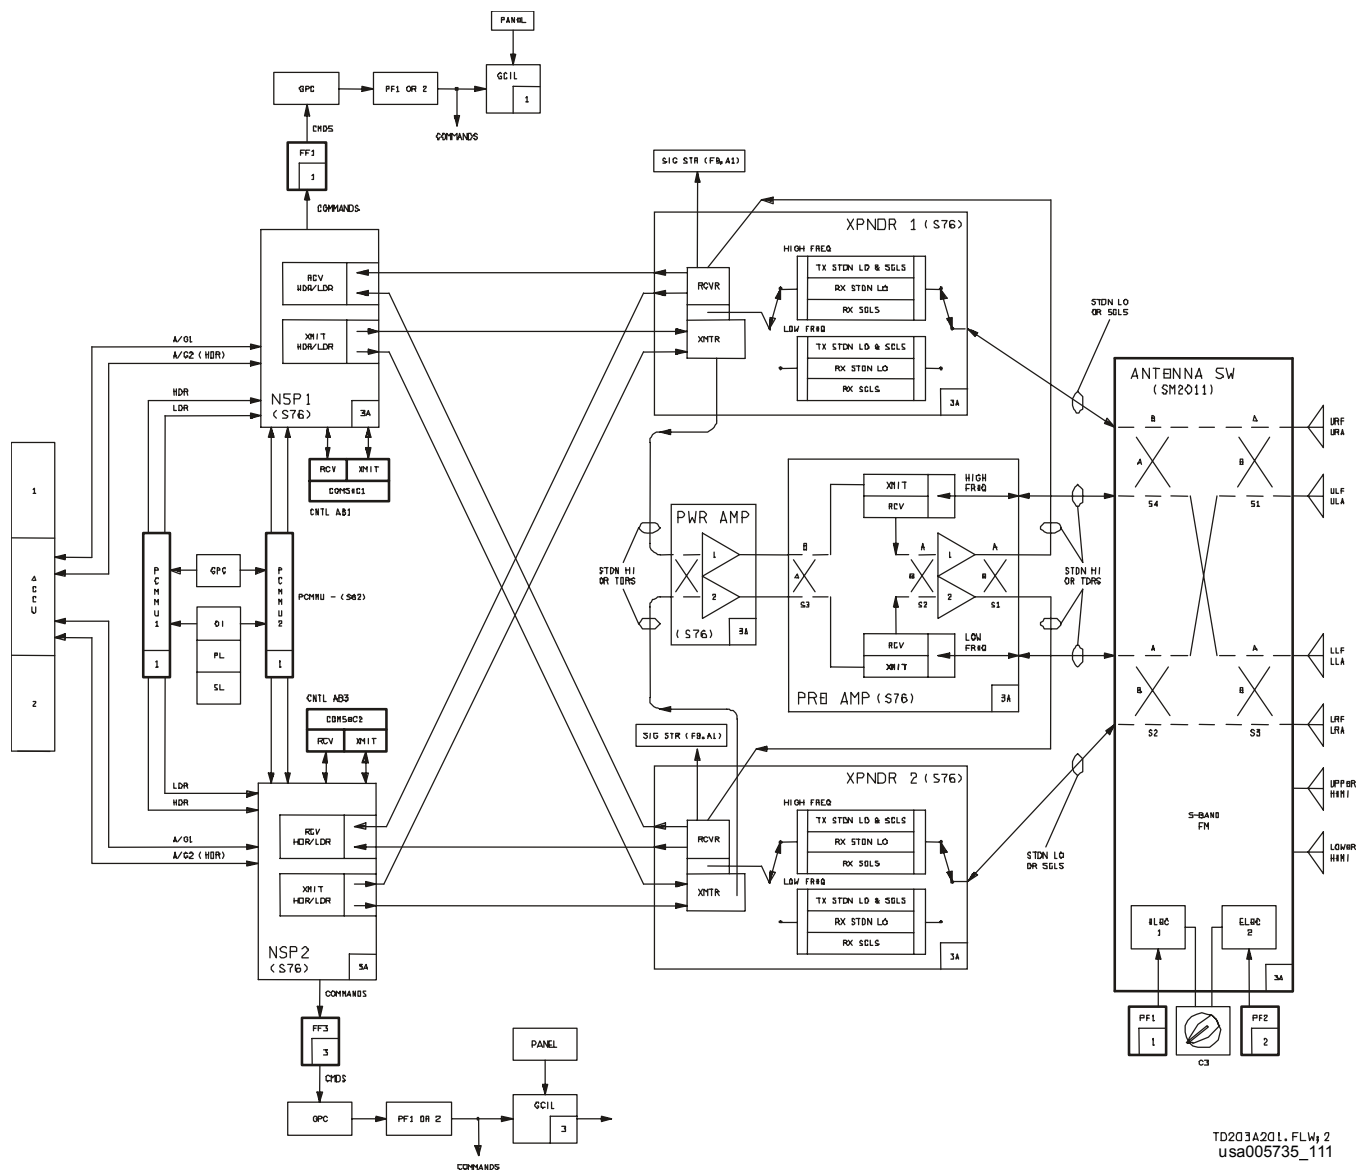 PANEL
GPC
PF1 OR 2
GCIL
1
CMDS
COMMANDS
FF1
1
COMMANDS
SIG STR (FB,A1)
XPNDR 1 (S76)
HIGH FREQ
TX STDN LO & SGLS
RX STDN LO
RX SGLS
RCVR
XMTR
LOW FREQ
TX STDN LO & SGLS
RX STDN LO
RX SGLS
3A
RCV
HDR/LDR
XMIT
HDR/LDR
A/G1
A/G2 (HDR)
HDR
LDR
NSP1
(S76)
3A
RCV
XMIT
COMSEC1
CNTL AB1
STDN LO
OR SGLS
ANTENNA SW
(SM2011)
B
A
A
B
S4
S1
URF
URA
ULF
ULA
1
ACCU
2
PCMMU 1
1
GPC
OI
PL
SL
PCMMU 2
1
PCMMU - (S62)
STDN HI
OR TDRS
PWR AMP
1
2
(S76)
3A
B
A
S3
XMIT
RCV
HIGH
FREQ
A
B
S2
1
2
A
B
S1
RCV
XMIT
LOW
FREQ
PRE AMP (S76)
3A
STDN HI
OR TDRS
A
B
S2
A
B
S3
LLF
LLA
LRF
LRA
UPPER
HEMI
LOWER
HEMI
S-BAND
FM
CNTL AB3
COMSEC2
RCV
XMIT
LDR
HDR
A/G1
A/G2 (HDR)
RCV
HDR/LDR
XMIT
HDR/LDR
NSP2
(S76)
3A
SIG STR (FB,A1)
XPNDR 2 (S76)
HIGH FREQ
TX STDN LO & SGLS
RX STDN LO
RX SGLS
RCVR
XMTR
LOW FREQ
TX STDN LO & SGLS
RX STDN LO
RX SGLS
3A
STDN LO
OR SGLS
ELEC
1
ELEC
2
3A
PF1
1
C3
PF2
2
COMMANDS
FF3
3
CMDS
GPC
PF1 OR 2
PANEL
GCIL
3
COMMANDS
TD203A201.FLW;2
usa005735_111